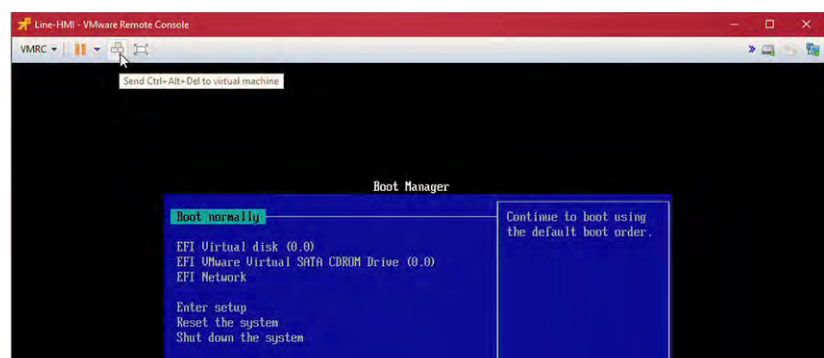 Line-HMI - VMware Remote Console
VMRC
Send Ctrl+Alt+Del to virtual machine
Boot Manager
Boot normally
Continue to boot using
the default boot order.
EFI Virtual disk (0.0)
EFI VMware Virtual SATA CDROM Drive (0.0)
EFI Network
Enter setup
Reset the system
Shut down the system